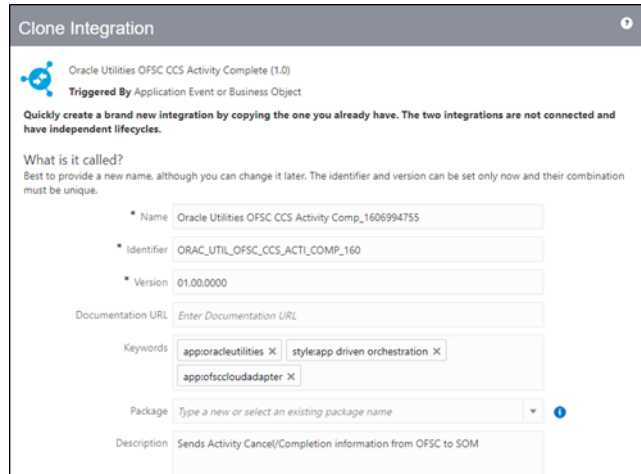 Clone Integration
?
Oracle Utilities OFSC CCS Activity Complete (1.0)
Triggered By Application Event or Business Object
Quickly create a brand new integration by copying the one you already have. The two integrations are not connected and
have independent lifecycles.
What is it called?
Best to provide a new name, although you can change it later. The identifier and version can be set only now and their combination
must be unique.
* Name Oracle Utilities OFSC CCS Activity Comp_1606994755
* Identifier ORAC_UTIL_OFSC_CCS_ACTI_COMP_160
* Version 01.00.0000
Documentation URL Enter Documentation URL
Keywords app:oracleutilities × style:app driven orchestration ×
app:ofsccloudadapter ×
Package Type a new or select an existing package name i
Description Sends Activity Cancel/Completion information from OFSC to SOM